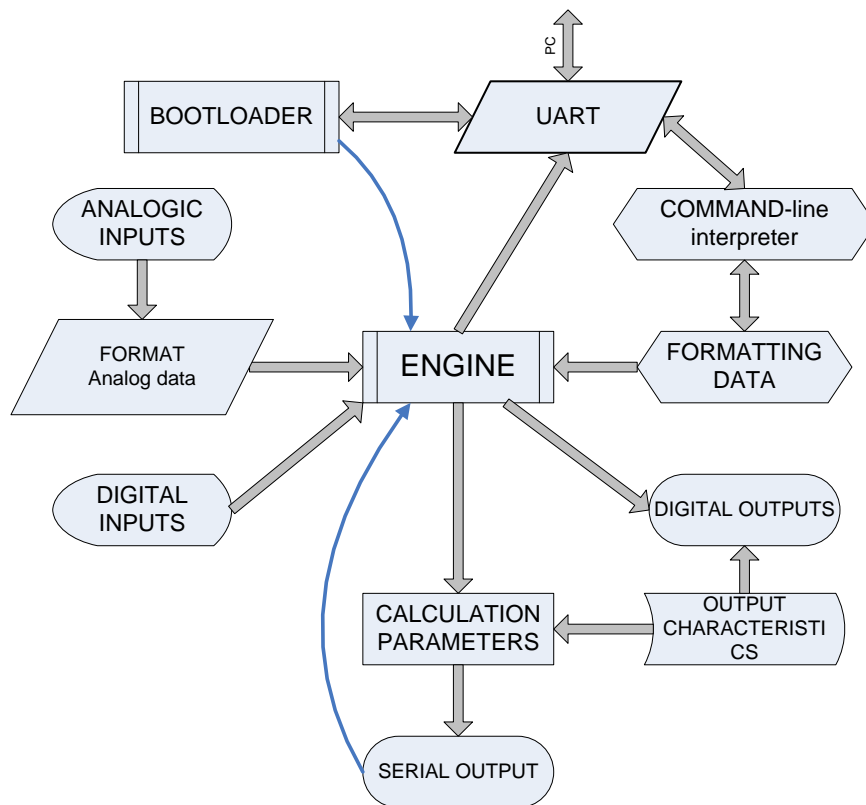 PC
BOOTLOADER
UART
ANALOGIC
INPUTS
COMMAND-line
interpreter
FORMAT
Analog data
ENGINE
FORMATTING
DATA
DIGITAL
INPUTS
DIGITAL OUTPUTS
CALCULATION
PARAMETERS
OUTPUT
CHARACTERISTI
CS
SERIAL OUTPUT